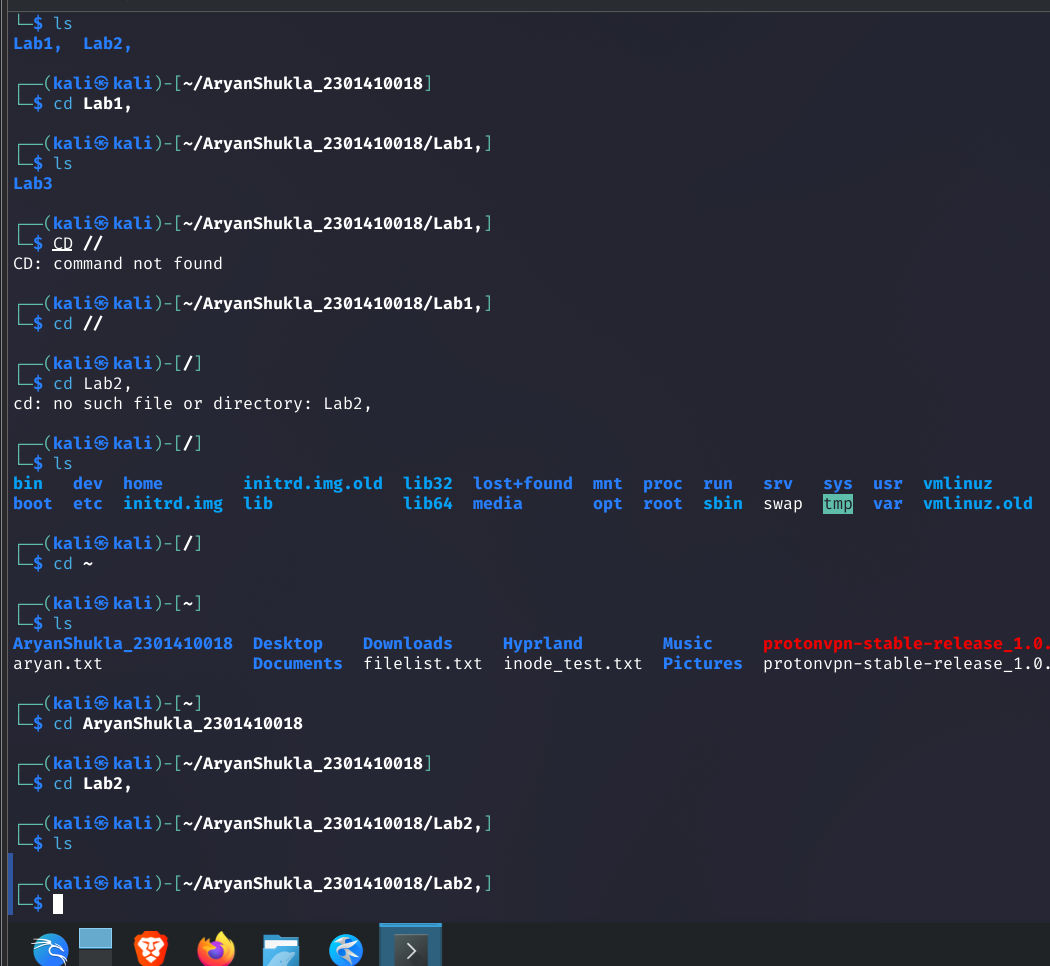 └─$ ls
Lab1,  Lab2,
┌──(kali㉿kali)-[~/AryanShukla_2301410018]
└─$ cd Lab1,
┌──(kali㉿kali)-[~/AryanShukla_2301410018/Lab1,]
└─$ ls
Lab3
┌──(kali㉿kali)-[~/AryanShukla_2301410018/Lab1,]
└─$ CD //
CD: command not found
┌──(kali㉿kali)-[~/AryanShukla_2301410018/Lab1,]
└─$ cd //
┌──(kali㉿kali)-[/]
└─$ cd Lab2,
cd: no such file or directory: Lab2,
┌──(kali㉿kali)-[/]
└─$ ls
bin   dev  home        initrd.img.old  lib32  lost+found  mnt  proc  run   srv   sys  usr  vmlinuz
boot  etc  initrd.img  lib             lib64  media       opt  root  sbin  swap  tmp  var  vmlinuz.old
┌──(kali㉿kali)-[/]
└─$ cd ~
┌──(kali㉿kali)-[~]
└─$ ls
AryanShukla_2301410018  Desktop    Downloads     Hyprland        Music     protonvpn-stable-release_1.0.
aryan.txt               Documents  filelist.txt  inode_test.txt  Pictures  protonvpn-stable-release_1.0.
┌──(kali㉿kali)-[~]
└─$ cd AryanShukla_2301410018
┌──(kali㉿kali)-[~/AryanShukla_2301410018]
└─$ cd Lab2,
┌──(kali㉿kali)-[~/AryanShukla_2301410018/Lab2,]
└─$ ls
┌──(kali㉿kali)-[~/AryanShukla_2301410018/Lab2,]
└─$